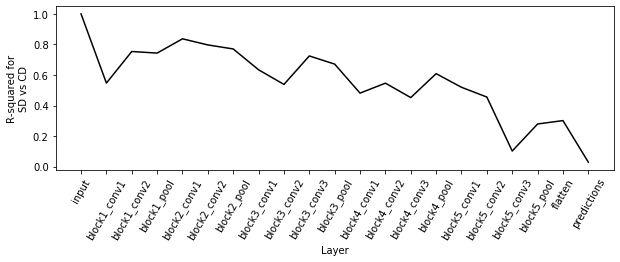 R-squared for
SD vs CD
1.0
0.8
0.6
0.4
0.2
0.0
input
block1_conv1
block1_conv2
block1_pool
block2_conv1
block2_conv2
block2_pool
block3_conv1
block3_conv2
block3_conv3
block3_pool
block4_conv1
block4_conv2
block4_conv3
block4_pool
block5_conv1
block5_conv2
block5_conv3
block5_pool
flatten
predictions
Layer